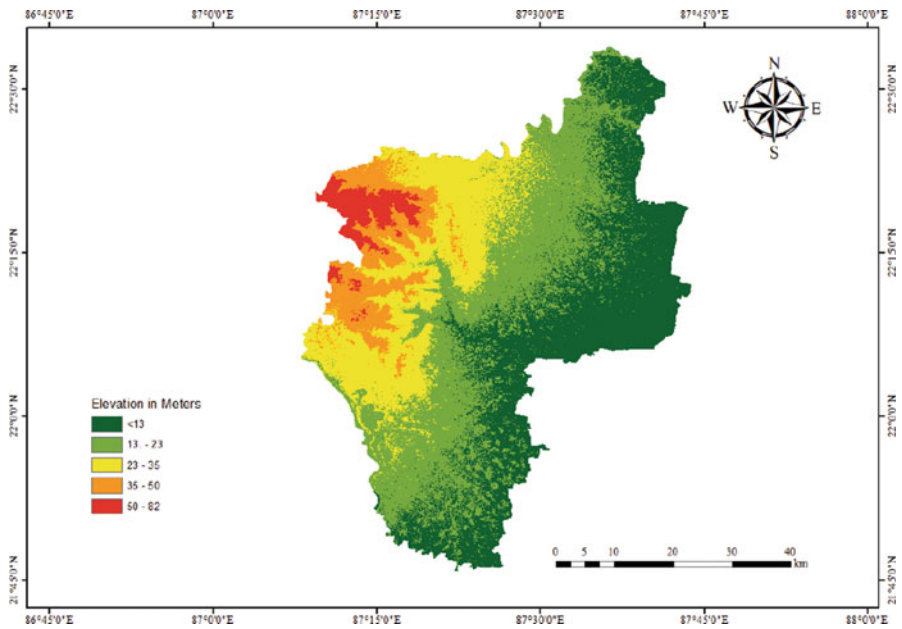 86°45'0"E 87°0'0"E 87°15'0"E 87°30'0"E 87°45'0"E 88°0'0"E
22°30'0"N 22°30'0"N
N
W E
S
22°15'0"N 22°15'0"N
Elevation in Meters
<13
13. - 23
23 - 35
35 - 50
50 - 82
22°0'0"N 22°0'0"N
0 5 10 20 30 40
km
21°45'0"N 21°45'0"N
86°45'0"E 87°0'0"E 87°15'0"E 87°30'0"E 87°45'0"E 88°0'0"E